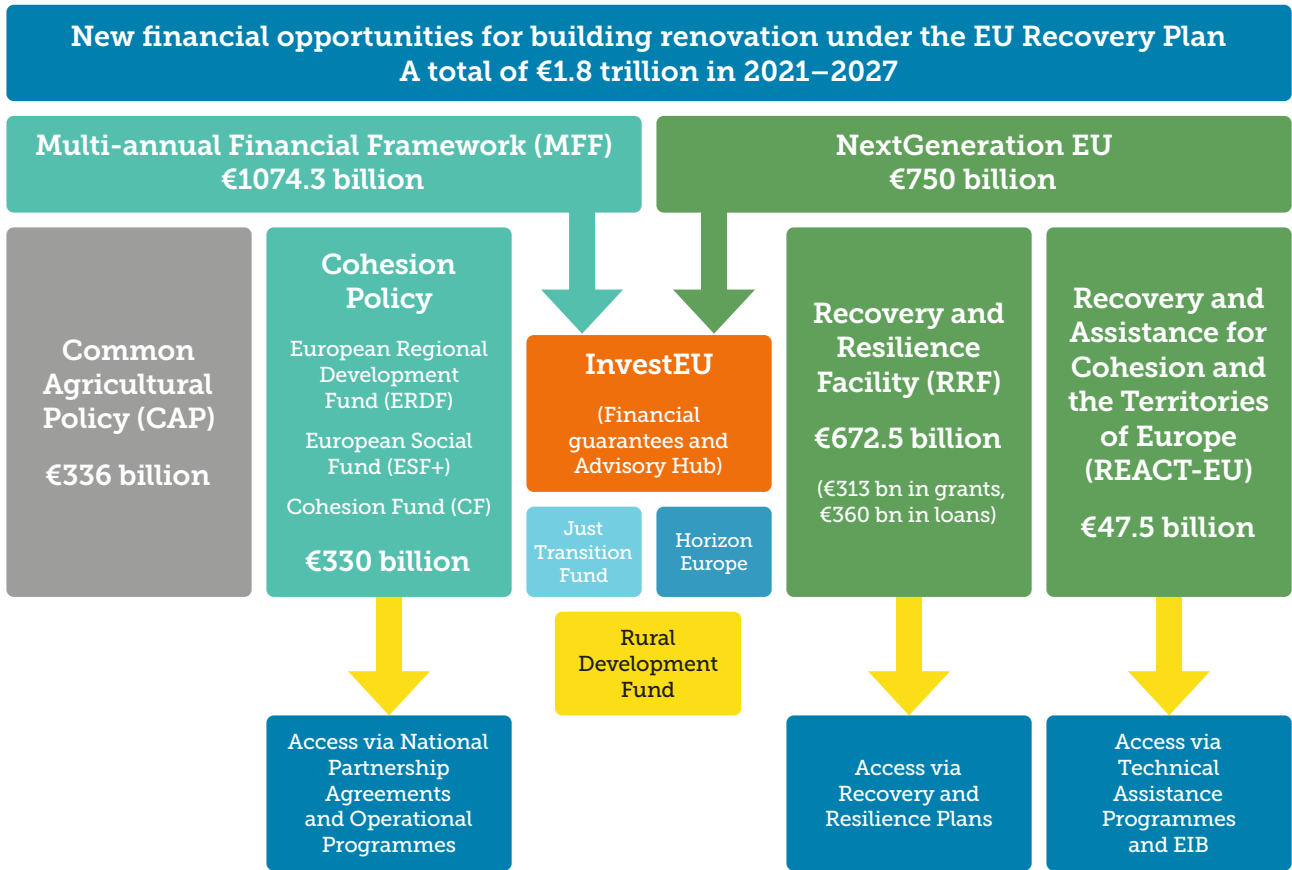 New financial opportunities for building renovation under the EU Recovery Plan
A total of €1.8 trillion in 2021–2027
Multi-annual Financial Framework (MFF)
€1074.3 billion
NextGeneration EU
€750 billion
Common
Agricultural
Policy (CAP)
€336 billion
Cohesion
Policy
European Regional
Development
Fund (ERDF)
European Social
Fund (ESF+)
Cohesion Fund (CF)
€330 billion
InvestEU
(Financial
guarantees and
Advisory Hub)
Just
Transition
Fund
Horizon
Europe
Rural
Development
Fund
Recovery and
Resilience
Facility (RRF)
€672.5 billion
(€313 bn in grants,
€360 bn in loans)
Recovery and
Assistance for
Cohesion and
the Territories
of Europe
(REACT-EU)
€47.5 billion
Access via National
Partnership
Agreements
and Operational
Programmes
Access via
Recovery and
Resilience Plans
Access via
Technical
Assistance
Programmes
and EIB